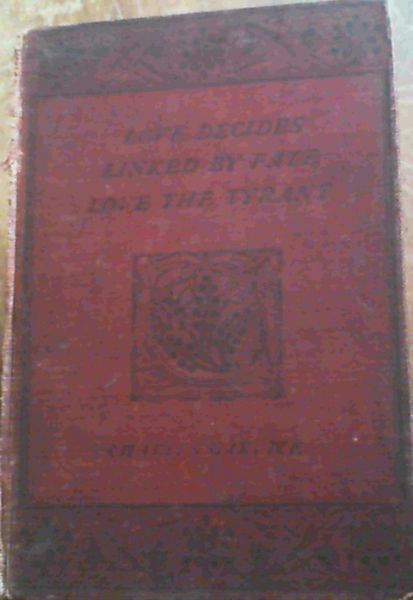 LOVE DECIDES
LINKED BY FATE
LOVE THE TYRANT